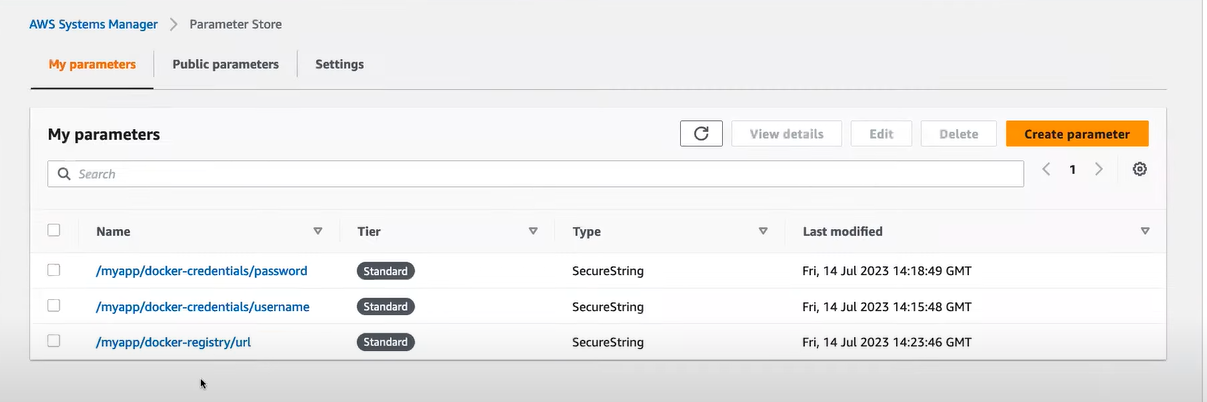 AWS Systems Manager > Parameter Store
My parameters Public parameters Settings
My parameters View details Edit Delete Create parameter
Search 1
Name Tier Type Last modified
/myapp/docker-credentials/password Standard SecureString Fri, 14 Jul 2023 14:18:49 GMT
/myapp/docker-credentials/username Standard SecureString Fri, 14 Jul 2023 14:15:48 GMT
/myapp/docker-registry/url Standard SecureString Fri, 14 Jul 2023 14:23:46 GMT